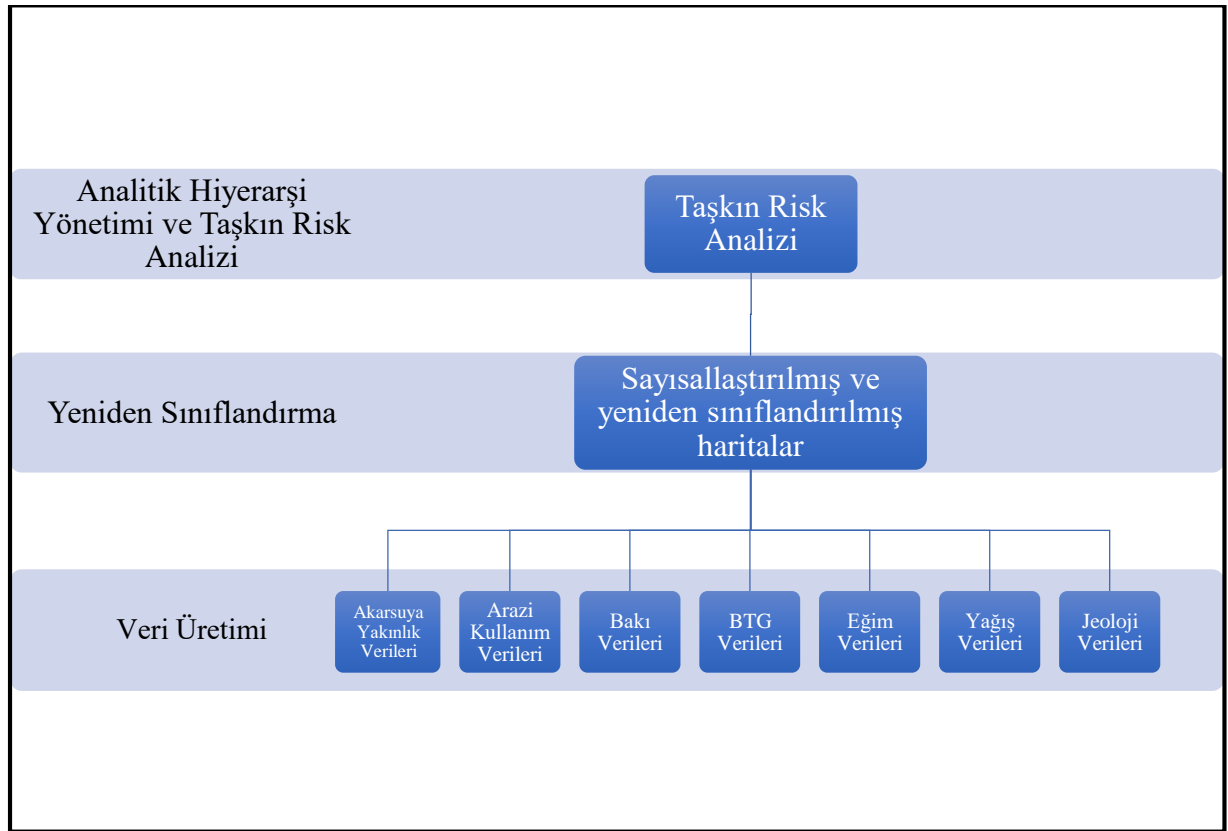 Analitik Hiyerarşi
Yönetimi ve Taşkın Risk
Analizi
Taşkın Risk
Analizi
Yeniden Sınıflandırma
Sayısallaştırılmış ve
yeniden sınıflandırılmış
haritalar
Veri Üretimi
Akarsuya
Yakınlık
Verileri
Arazi
Kullanım
Verileri
Bakı
Verileri
BTG
Verileri
Eğim
Verileri
Yağış
Verileri
Jeoloji
Verileri